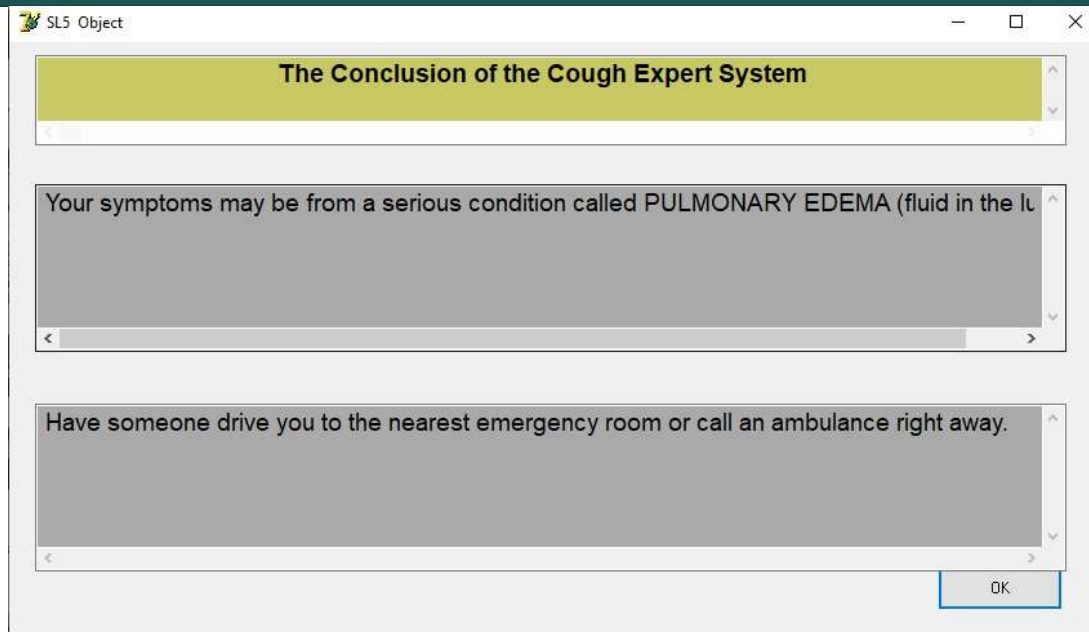 SL5 Object
The Conclusion of the Cough Expert System
Your symptoms may be from a serious condition called PULMONARY EDEMA (fluid in the lu
Have someone drive you to the nearest emergency room or call an ambulance right away.
OK